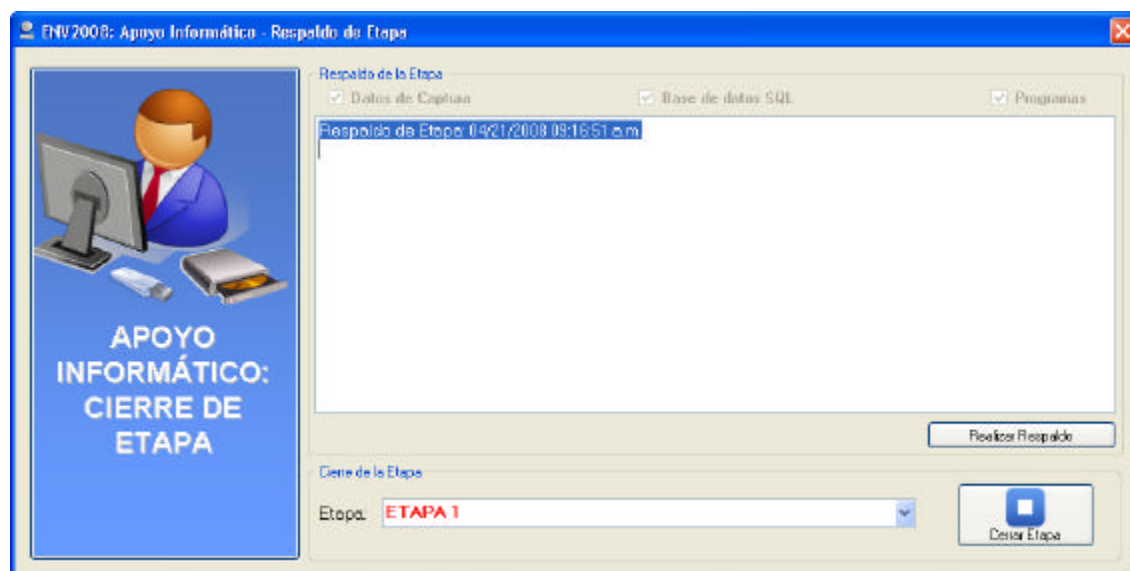 ENV2008: Apoyo Informático - Respaldo de Etapa
Respaldo de la Etapa
Datos de Captura
Base de datos SQL
Programas
Respaldo de Etapa: 04/21/2008 09:16:51 a.m.
APOYO
INFORMÁTICO:
CIERRE DE
ETAPA
Realizar Respaldo
Cierre de la Etapa
Etapa: ETAPA 1
Cerrar Etapa